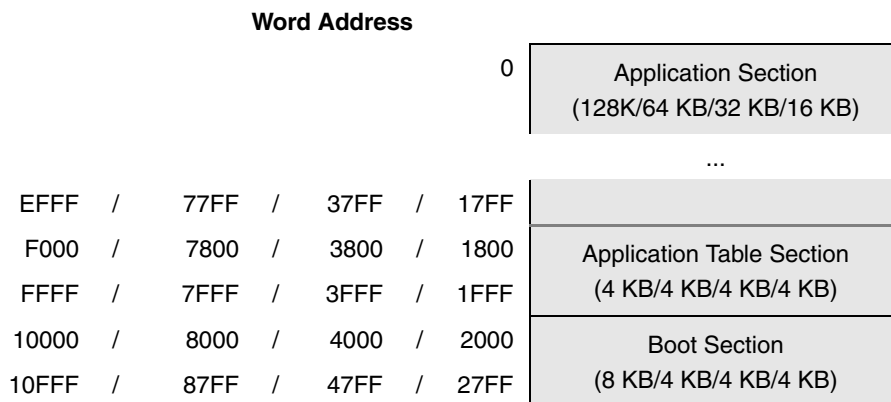 Word Address
0 Application Section
(128K/64 KB/32 KB/16 KB)
...
EFFF / 77FF / 37FF / 17FF
F000 / 7800 / 3800 / 1800 Application Table Section
FFFF / 7FFF / 3FFF / 1FFF (4 KB/4 KB/4 KB/4 KB)
10000 / 8000 / 4000 / 2000 Boot Section
10FFF / 87FF / 47FF / 27FF (8 KB/4 KB/4 KB/4 KB)